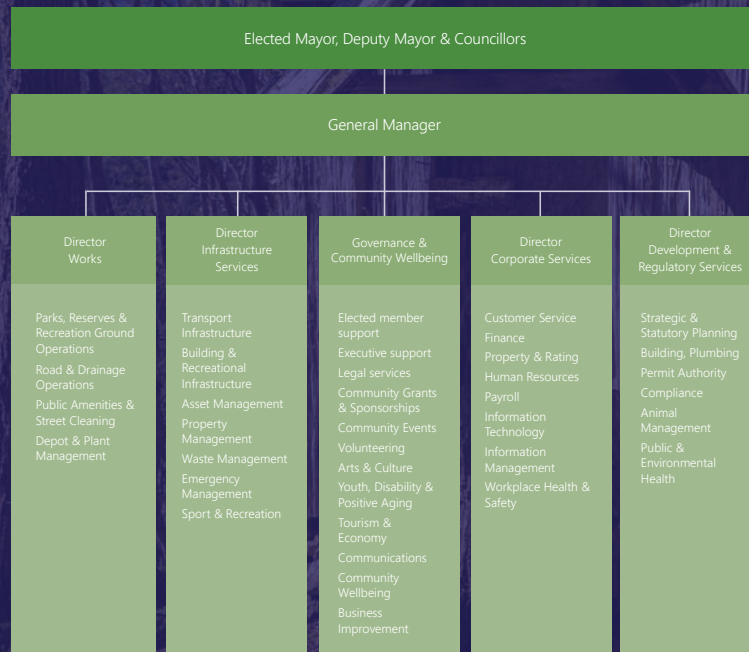 Elected Mayor, Deputy Mayor & Councillors
General Manager
Director
Works
Parks, Reserves &
Recreation Ground
Operations
Road & Drainage
Operations
Public Amenities &
Street Cleaning
Depot & Plant
Management
Director
Infrastructure
Services
Transport
Infrastructure
Building &
Recreational
Infrastructure
Asset Management
Property
Management
Waste Management
Emergency
Management
Sport & Recreation
Governance &
Community Wellbeing
Elected member
support
Executive support
Legal services
Community Grants
& Sponsorships
Community Events
Volunteering
Arts & Culture
Youth, Disability &
Positive Aging
Tourism &
Economy
Communications
Community
Wellbeing
Business
Improvement
Director
Corporate Services
Customer Service
Finance
Property & Rating
Human Resources
Payroll
Information
Technology
Information
Management
Workplace Health &
Safety
Director
Development &
Regulatory Services
Strategic &
Statutory Planning
Building, Plumbing
Permit Authority
Compliance
Animal
Management
Public &
Environmental
Health